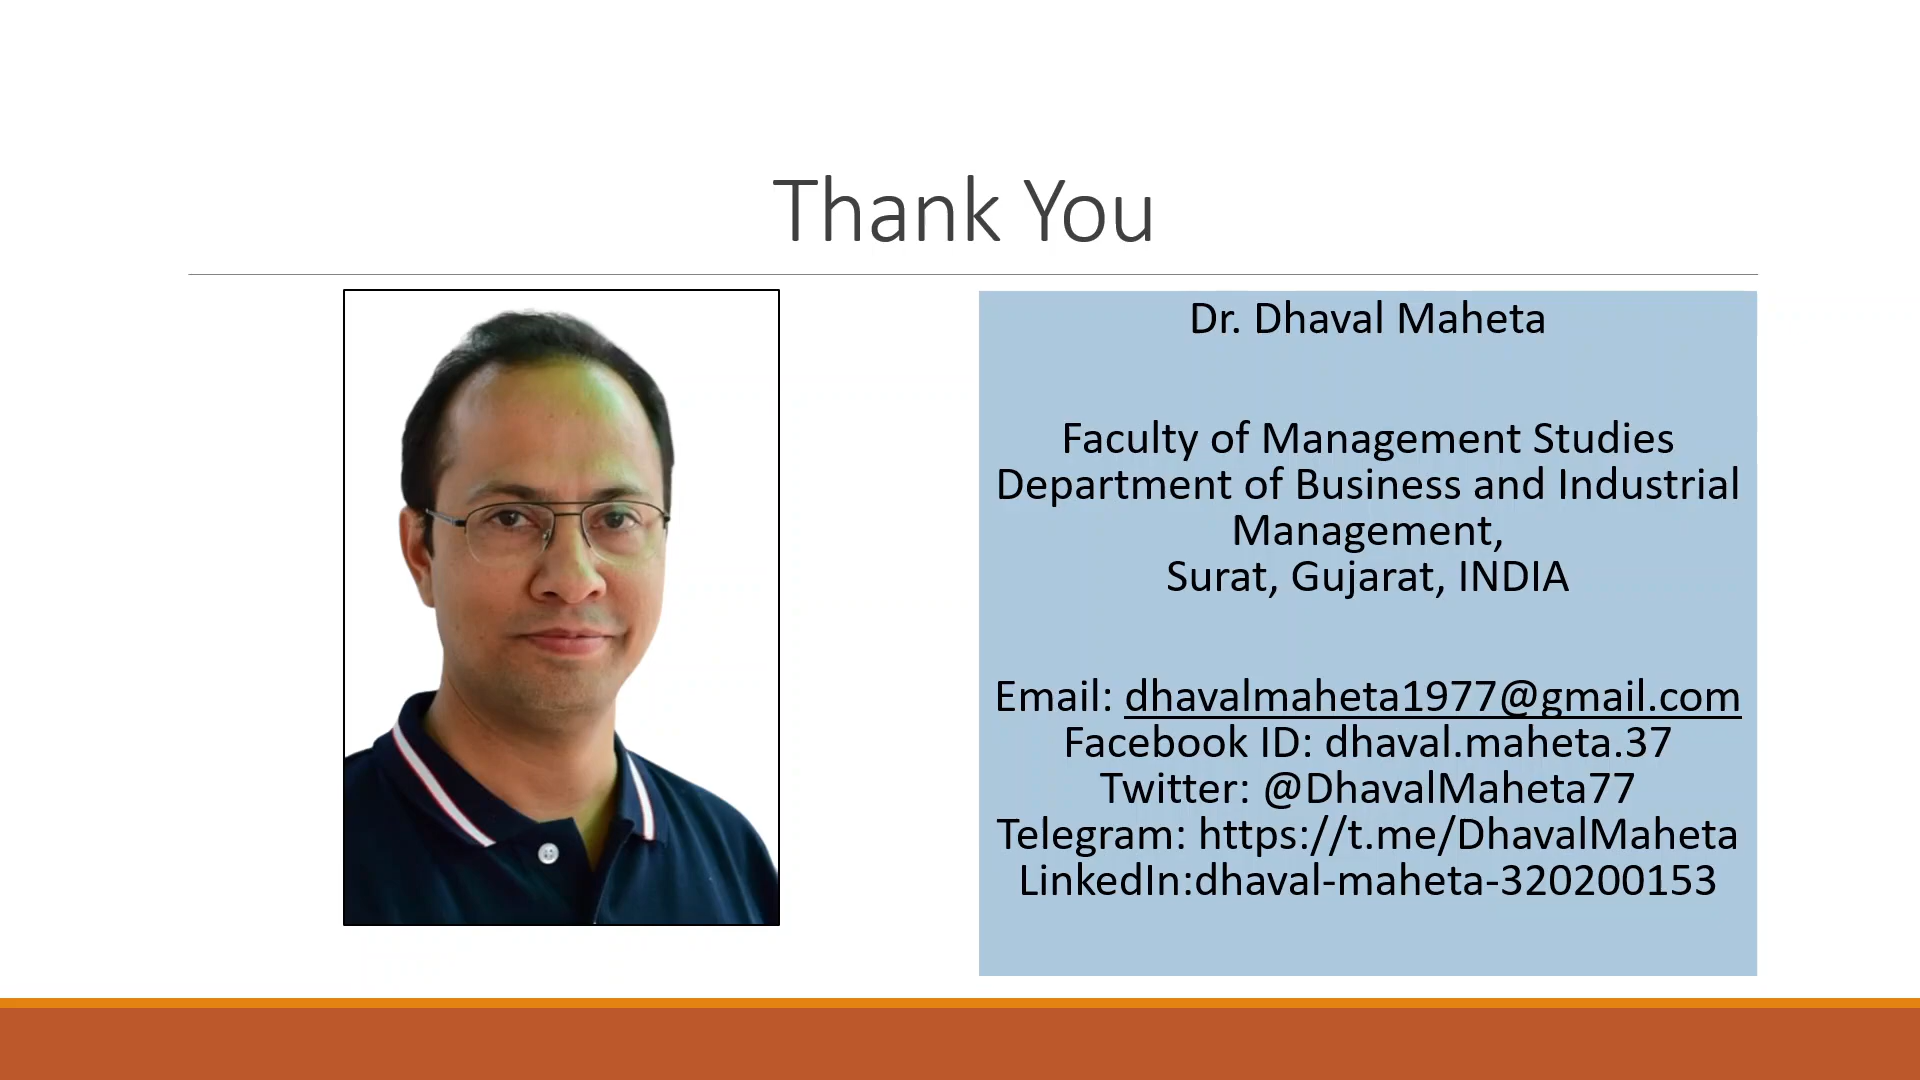 Thank You
Dr. Dhaval Maheta
Faculty of Management Studies
Department of Business and Industrial
Management,
Surat, Gujarat, INDIA
Email: dhavalmaheta1977@gmail.com
Facebook ID: dhaval.maheta.37
Twitter: @DhavalMaheta77
Telegram: https://t.me/DhavalMaheta
LinkedIn:dhaval-maheta-320200153